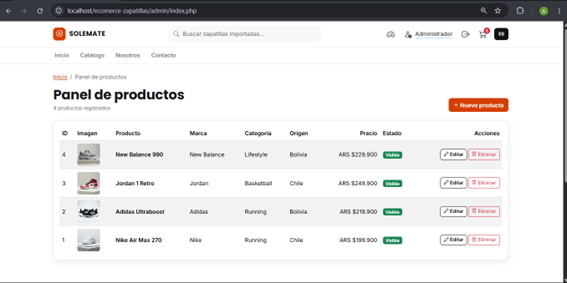 localhost/ecomerce-zapatillas/admin/index.php
SOLEMATE
Buscar zapatillas importadas...
Administrador
2
ES
Inicio Catálogo Nosotros Contacto
Inicio / Panel de productos
Panel de productos
4 productos registrados
+ Nuevo producto
ID Imagen Producto Marca Categoría Origen Precio Estado Acciones
4 New Balance 990 New Balance Lifestyle Bolivia ARS $229.900 Visible Editar Eliminar
3 Jordan 1 Retro Jordan Basketball Chile ARS $249.900 Visible Editar Eliminar
2 Adidas Ultraboost Adidas Running Bolivia ARS $219.900 Visible Editar Eliminar
1 Nike Air Max 270 Nike Running Chile ARS $199.900 Visible Editar Eliminar